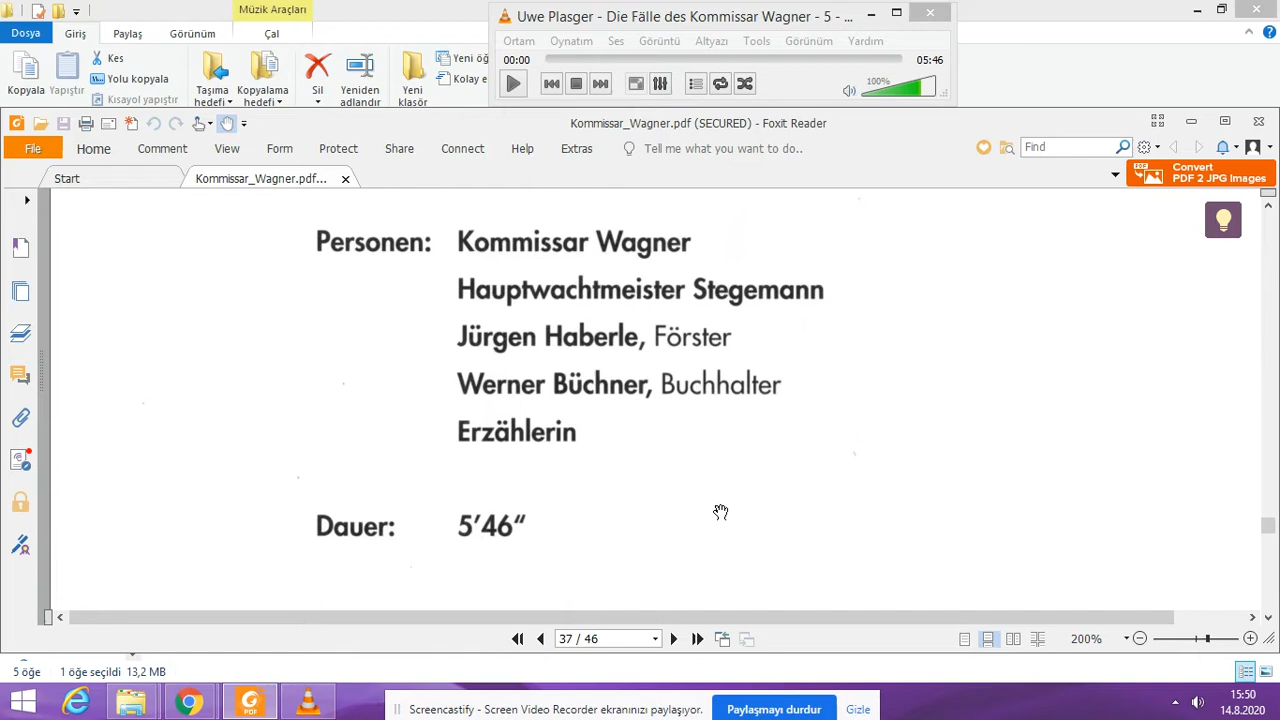 Müzik Araçları
Uwe Plasger - Die Fälle des Kommissar Wagner - 5 - ...
Dosya Giriş Paylaş Görünüm Çal
Ortam Oynatım Ses Görüntü Altyazı Tools Görünüm Yardım
00:00 05:46
100%
Kes
Yolu kopyala
Kısayol yapıştır
Kopyala Yapıştır
Taşıma hedefi
Kopyalama hedefi
Sil
Yeniden adlandır
Yeni klasör
Yeni öğ
Kolay e
Kommissar_Wagner.pdf (SECURED) - Foxit Reader
File Home Comment View Form Protect Share Connect Help Extras Tell me what you want to do.. Find
Start Kommissar_Wagner.pdf...
Convert
PDF 2 JPG Images
Personen: Kommissar Wagner
Hauptwachtmeister Stegemann
Jürgen Haberle, Förster
Werner Büchner, Buchhalter
Erzählerin
Dauer: 5’46“
37 / 46 200%
5 öğe 1 öğe seçildi 13,2 MB
PDF
Screencastify - Screen Video Recorder ekranınızı paylaşıyor. Paylaşmayı durdur Gizle
15:50
14.8.2020